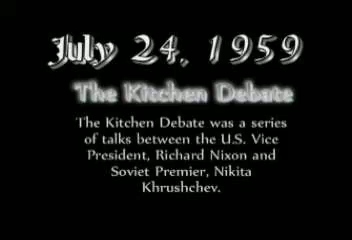 July 24, 1959
The Kitchen Debate
The Kitchen Debate was a series
of talks between the U.S. Vice
President, Richard Nixon and
Soviet Premier, Nikita
Khrushchev.